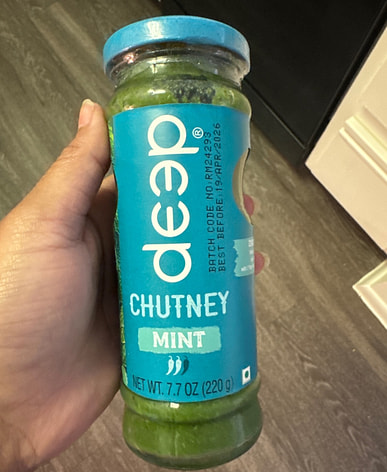 deep®
BATCH CODE NO:RM24293
BEST BEFORE:19/APR/2026
CHUTNEY
MINT
NET WT. 7.7 OZ (220 g)